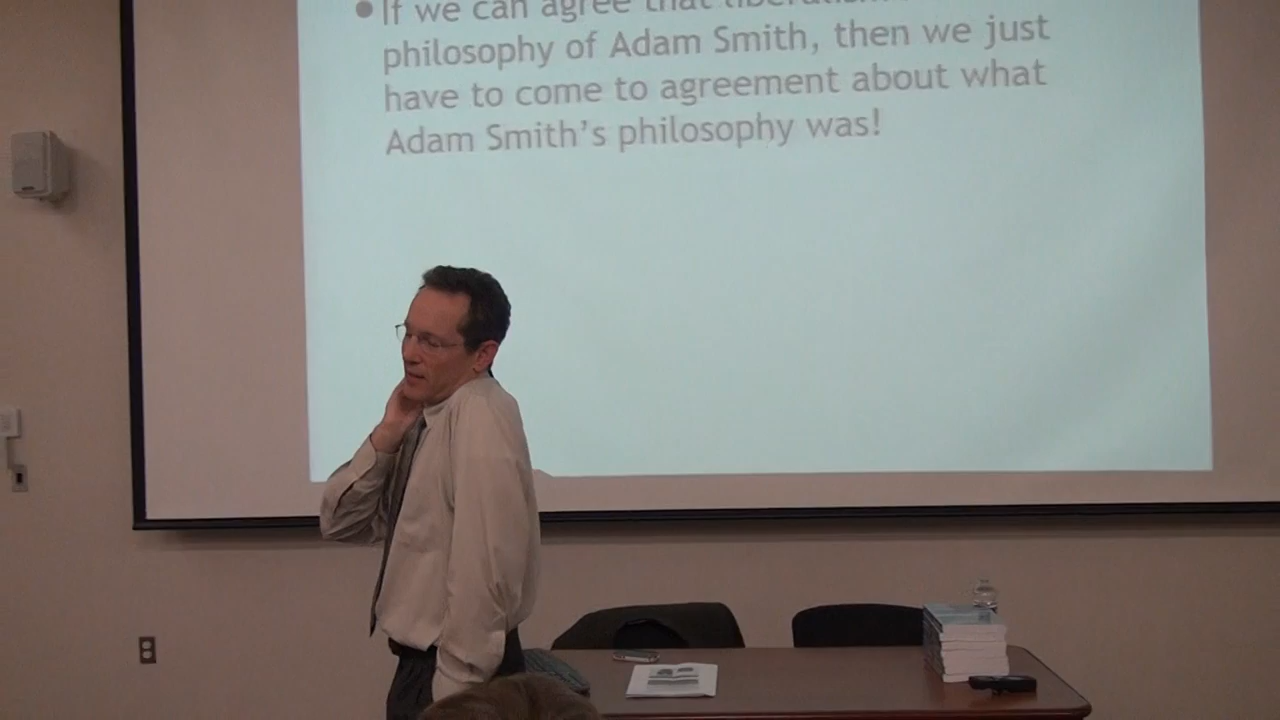 • If we can agree that liberalism
philosophy of Adam Smith, then we just
have to come to agreement about what
Adam Smith's philosophy was!